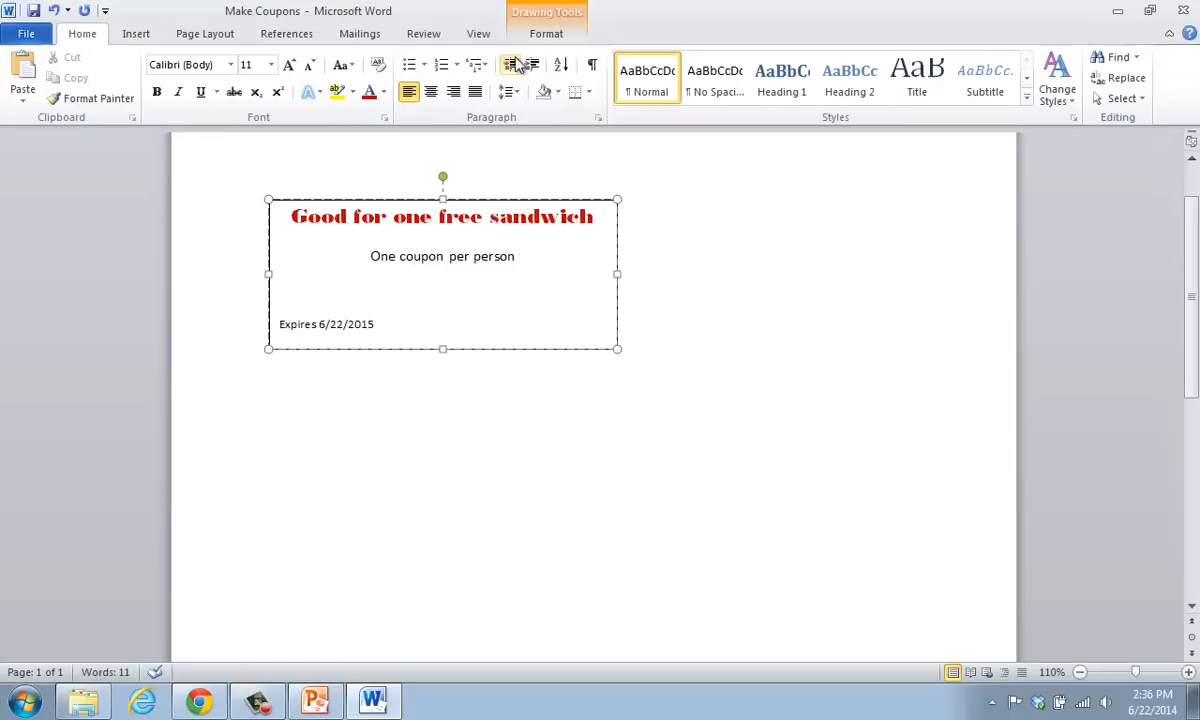 Make Coupons - Microsoft Word
Drawing Tools
File Home Insert Page Layout References Mailings Review View Format
Cut
Copy
Format Painter
Paste
Clipboard
Calibri (Body) 11
Font
Paragraph
AaBbCcDc AaBbCcDc AaBbCc AaBbCc AaB AaBbCcDc.
¶ Normal ¶ No Spaci... Heading 1 Heading 2 Title Subtitle
Change Styles
Styles
Find
Replace
Select
Editing
Good for one free sandwich
One coupon per person
Expires 6/22/2015
Page: 1 of 1 Words: 11 110%
2:36 PM
6/22/2014